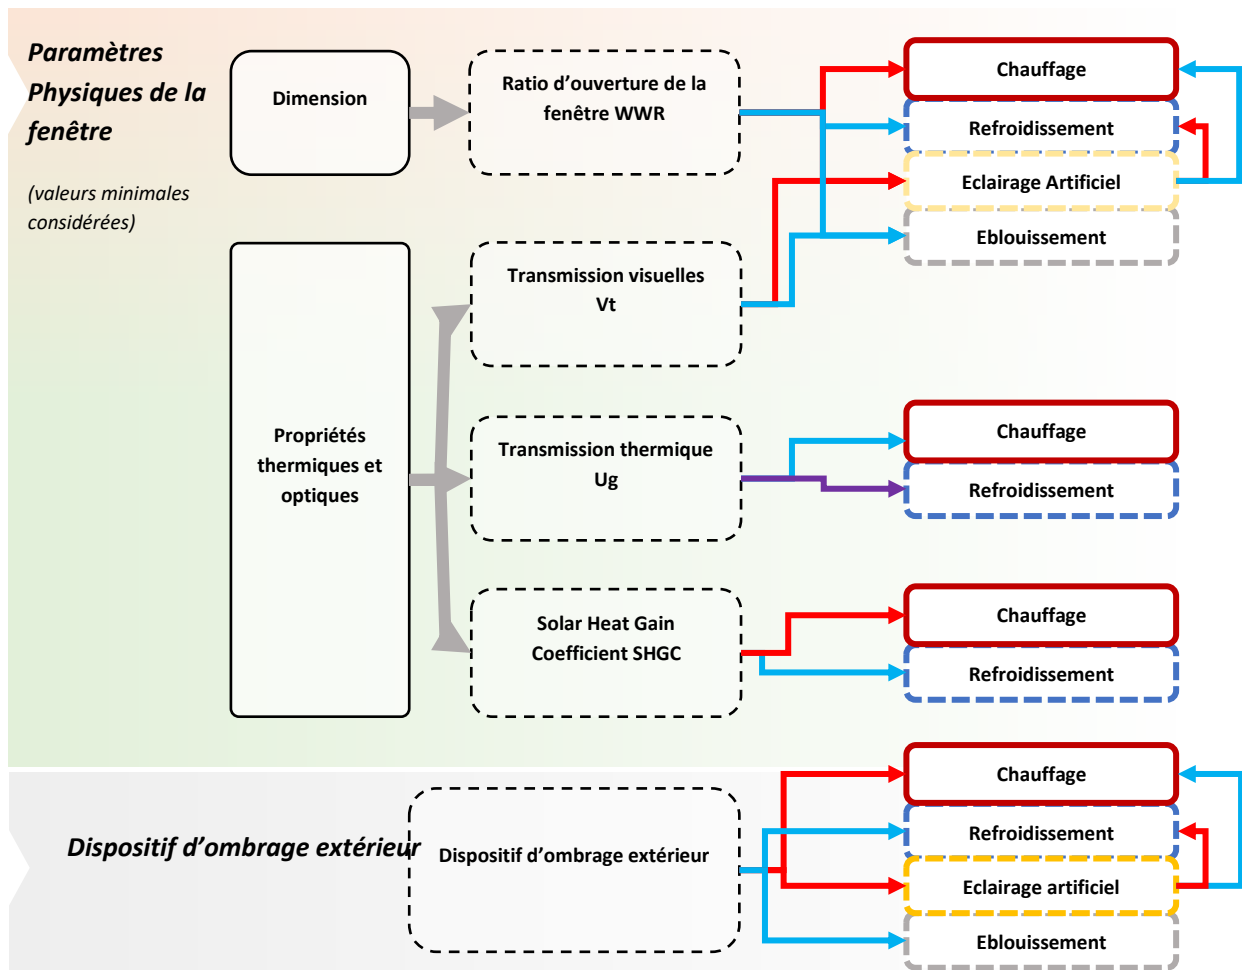 Paramètres
Physiques de la
fenêtre
(valeurs minimales
considérées)
Dimension
Ratio d’ouverture de la
fenêtre WWR
Chauffage
Refroidissement
Eclairage Artificiel
Eblouissement
Propriétés
thermiques et
optiques
Transmission visuelles
Vt
Transmission thermique
Ug
Chauffage
Refroidissement
Solar Heat Gain
Coefficient SHGC
Chauffage
Refroidissement
Dispositif d’ombrage extérieur
Dispositif d’ombrage extérieur
Chauffage
Refroidissement
Eclairage artificiel
Eblouissement